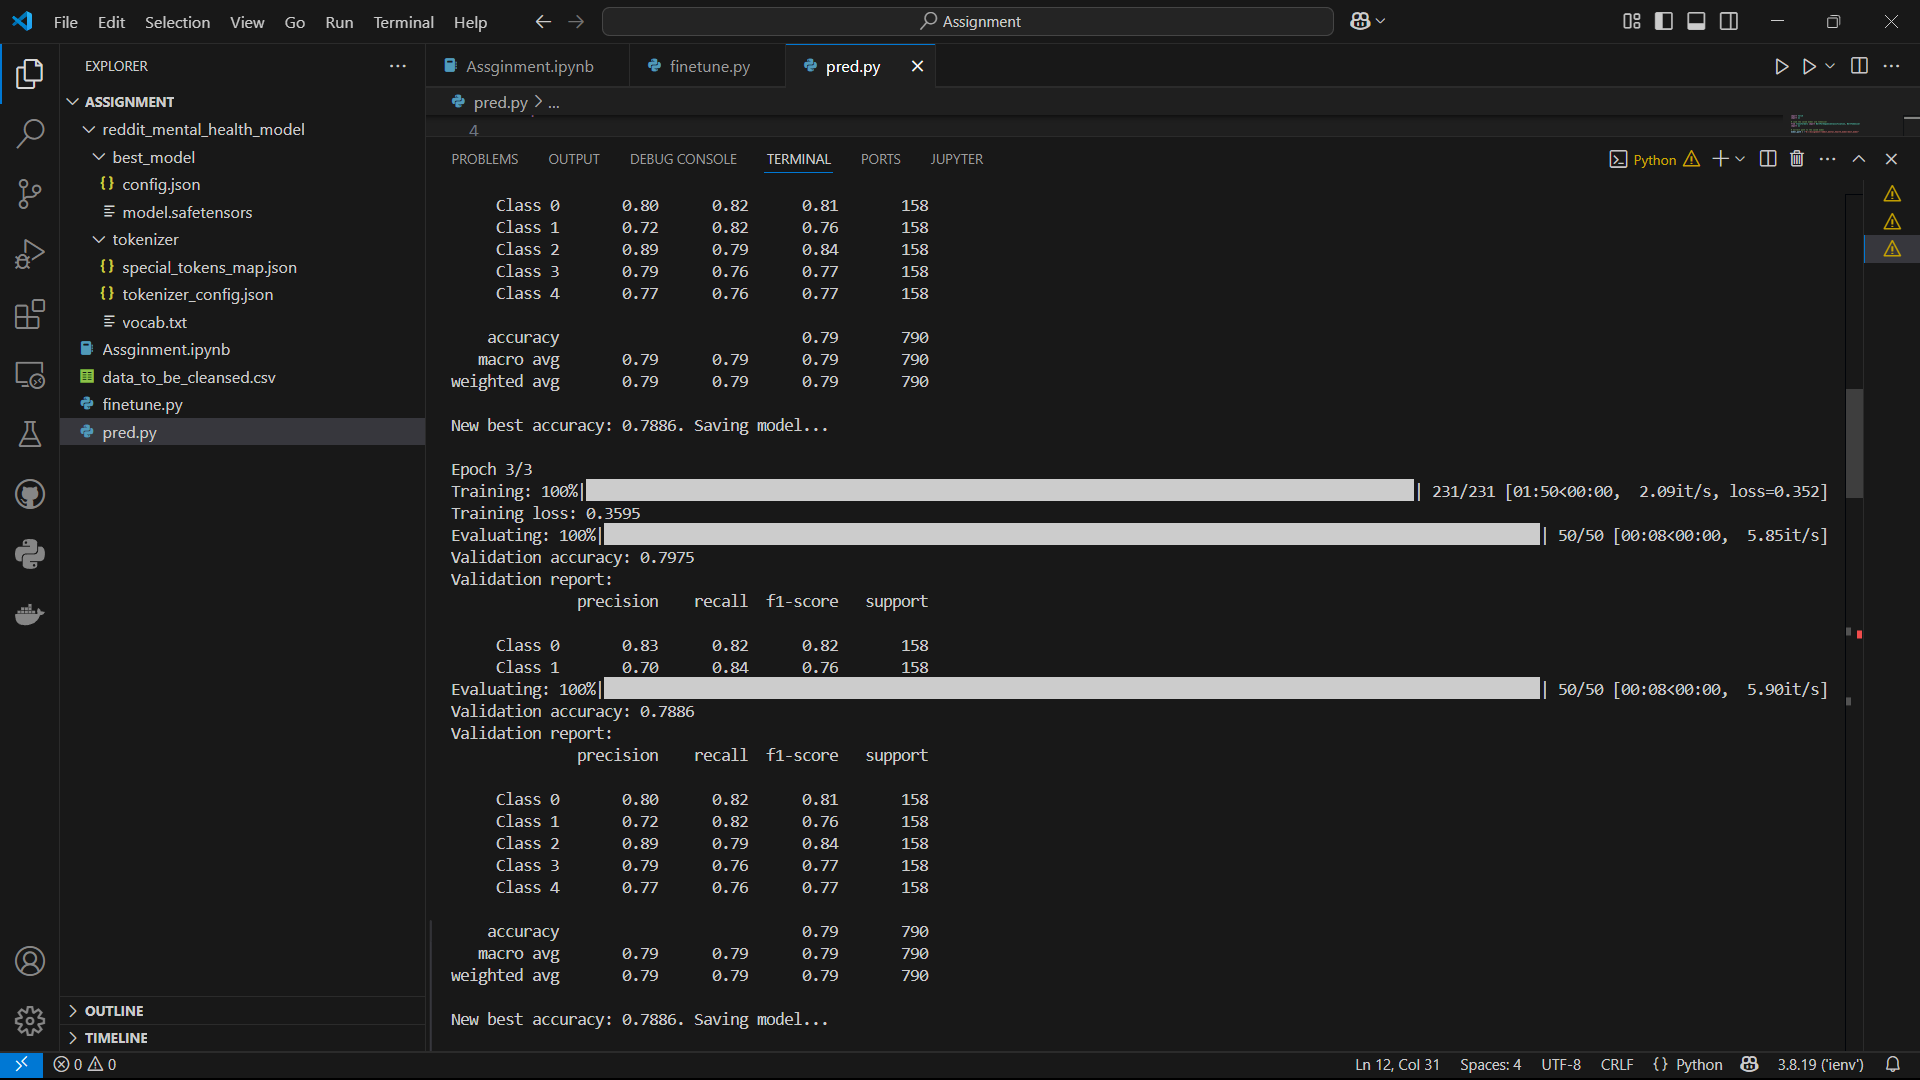 File Edit Selection View Go Run Terminal Help
Assignment
EXPLORER
ASSIGNMENT
reddit_mental_health_model
best_model
{} config.json
model.safetensors
tokenizer
{} special_tokens_map.json
{} tokenizer_config.json
vocab.txt
Assginment.ipynb
data_to_be_cleansed.csv
finetune.py
pred.py
OUTLINE
TIMELINE
Assginment.ipynb finetune.py pred.py
pred.py > ...
4
PROBLEMS OUTPUT DEBUG CONSOLE TERMINAL PORTS JUPYTER
Python
Class 0 0.80 0.82 0.81 158
Class 1 0.72 0.82 0.76 158
Class 2 0.89 0.79 0.84 158
Class 3 0.79 0.76 0.77 158
Class 4 0.77 0.76 0.77 158
accuracy 0.79 790
macro avg 0.79 0.79 0.79 790
weighted avg 0.79 0.79 0.79 790
New best accuracy: 0.7886. Saving model...
Epoch 3/3
Training: 100%| | 231/231 [01:50<00:00, 2.09it/s, loss=0.352]
Training loss: 0.3595
Evaluating: 100%| | 50/50 [00:08<00:00, 5.85it/s]
Validation accuracy: 0.7975
Validation report:
precision recall f1-score support
Class 0 0.83 0.82 0.82 158
Class 1 0.70 0.84 0.76 158
Evaluating: 100%| | 50/50 [00:08<00:00, 5.90it/s]
Validation accuracy: 0.7886
Validation report:
precision recall f1-score support
Class 0 0.80 0.82 0.81 158
Class 1 0.72 0.82 0.76 158
Class 2 0.89 0.79 0.84 158
Class 3 0.79 0.76 0.77 158
Class 4 0.77 0.76 0.77 158
accuracy 0.79 790
macro avg 0.79 0.79 0.79 790
weighted avg 0.79 0.79 0.79 790
New best accuracy: 0.7886. Saving model...
0 0 Ln 12, Col 31 Spaces: 4 UTF-8 CRLF {} Python 3.8.19 ('ienv')